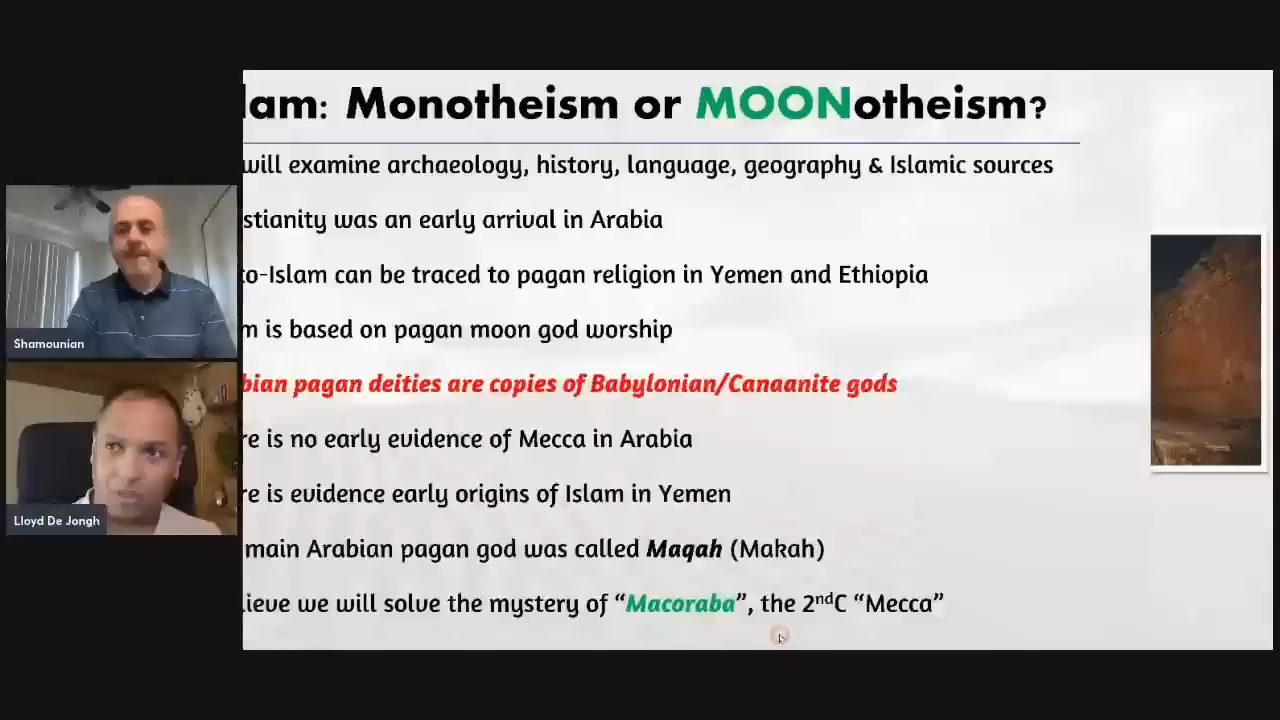 lam: Monotheism or MOONotheism?
will examine archaeology, history, language, geography & Islamic sources
stianity was an early arrival in Arabia
to-Islam can be traced to pagan religion in Yemen and Ethiopia
m is based on pagan moon god worship
bian pagan deities are copies of Babylonian/Canaanite gods
re is no early evidence of Mecca in Arabia
re is evidence early origins of Islam in Yemen
main Arabian pagan god was called Maqah (Makah)
lieve we will solve the mystery of “Macoraba”, the 2ndC “Mecca”
Shamounian
Lloyd De Jongh